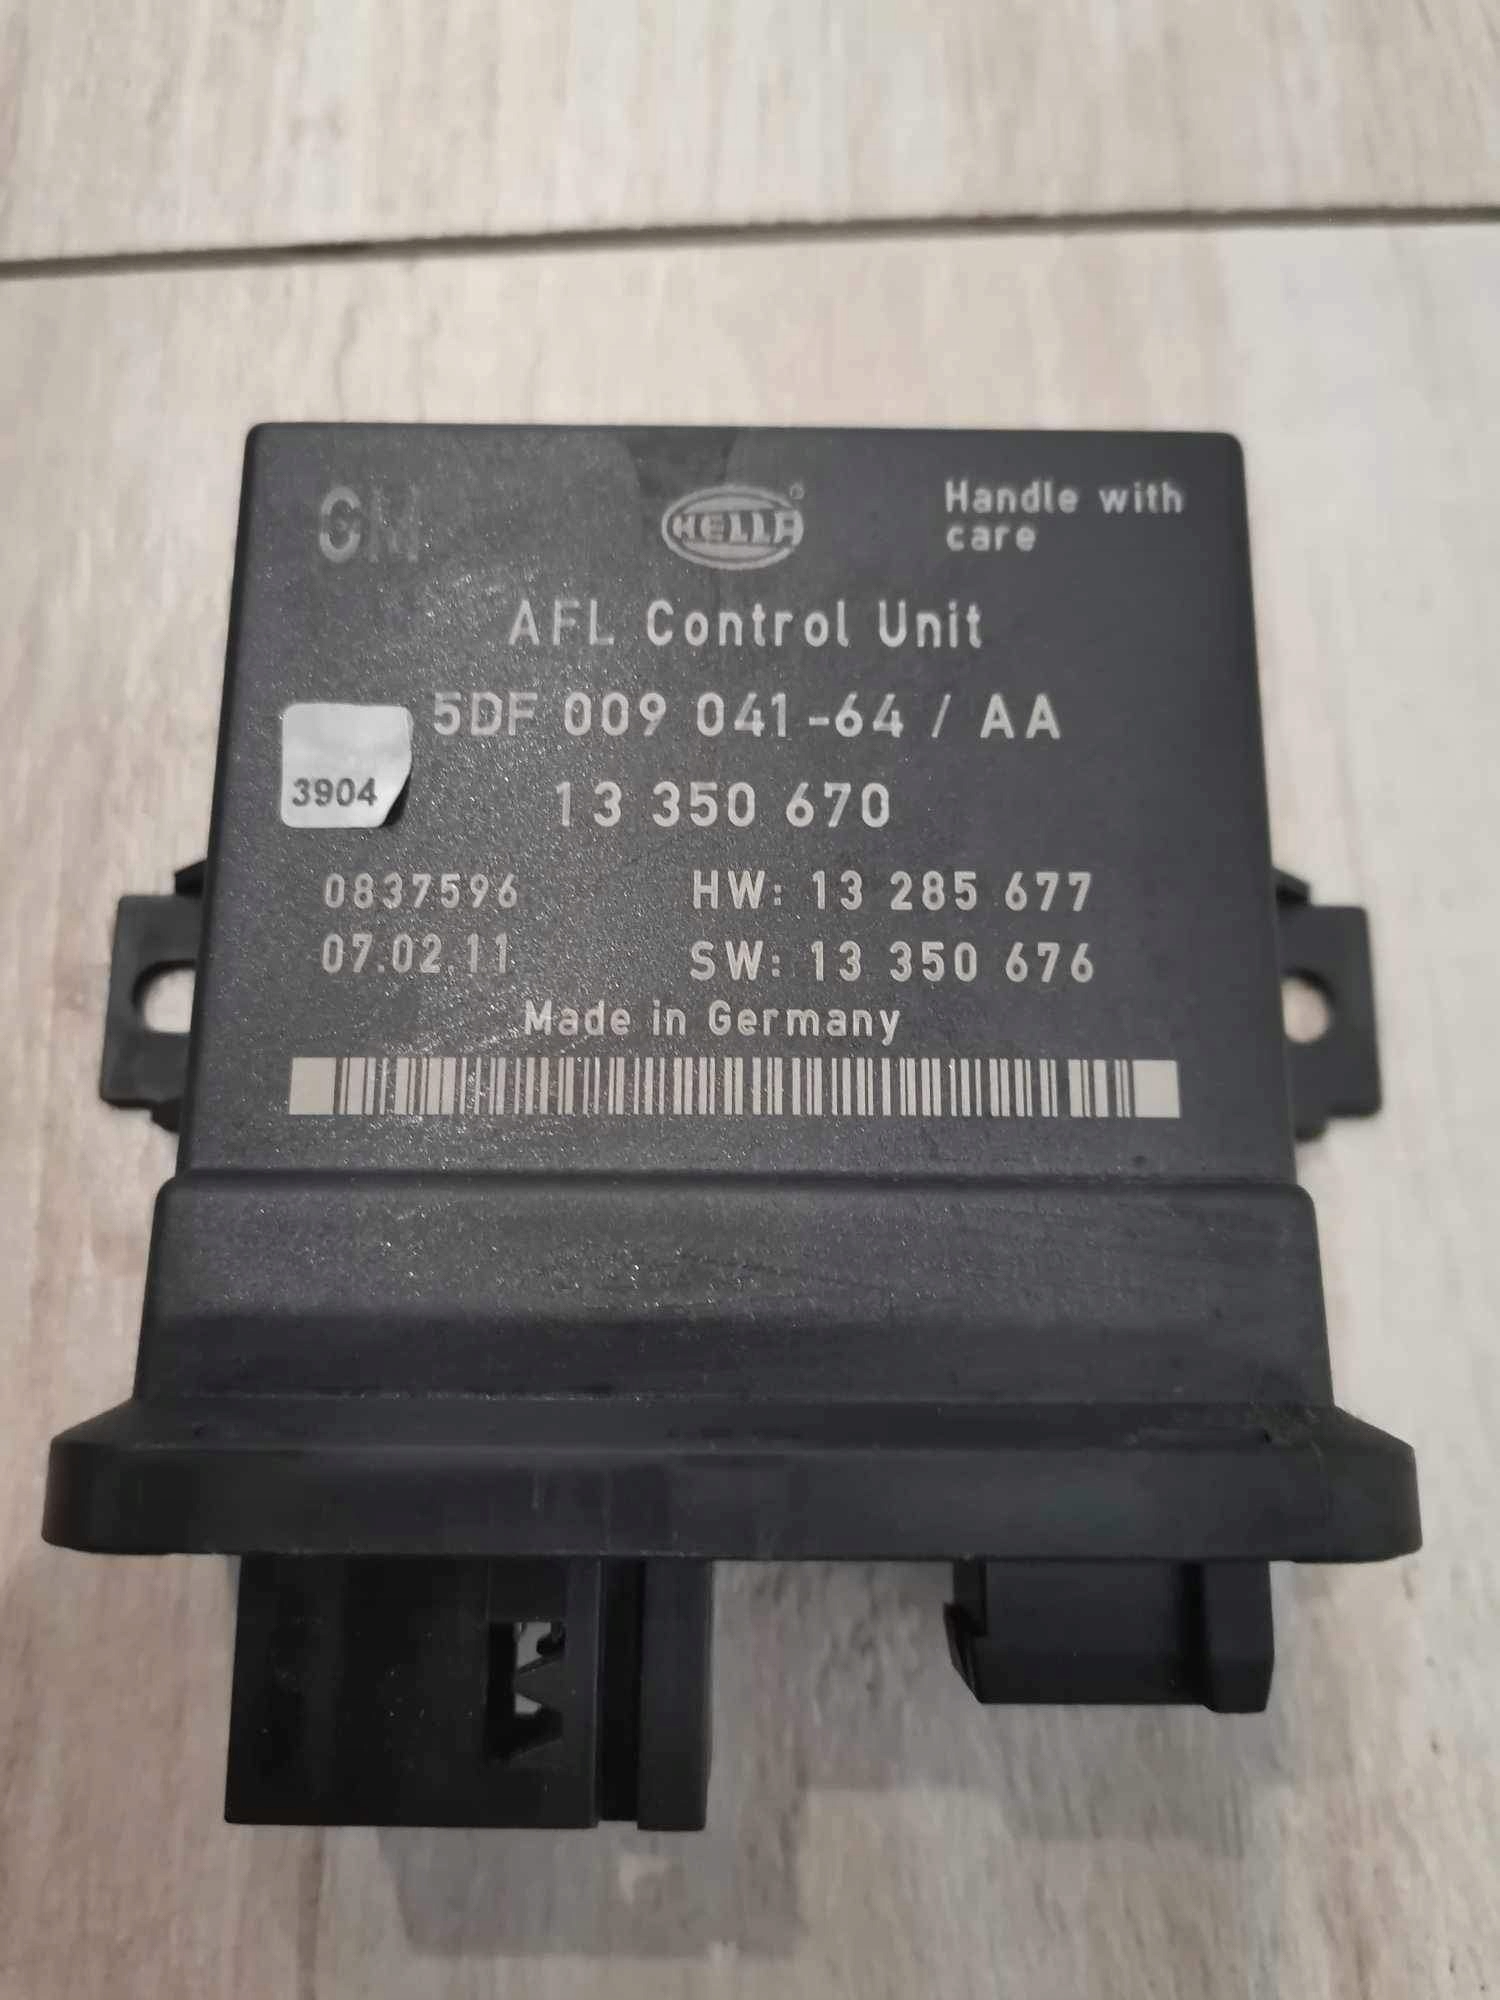 GM
HELLA
Handle with
care
AFL Control Unit
5DF 009 041-64 / AA
3904
13 350 670
0837596
HW: 13 285 677
07.02.11
SW: 13 350 676
Made in Germany